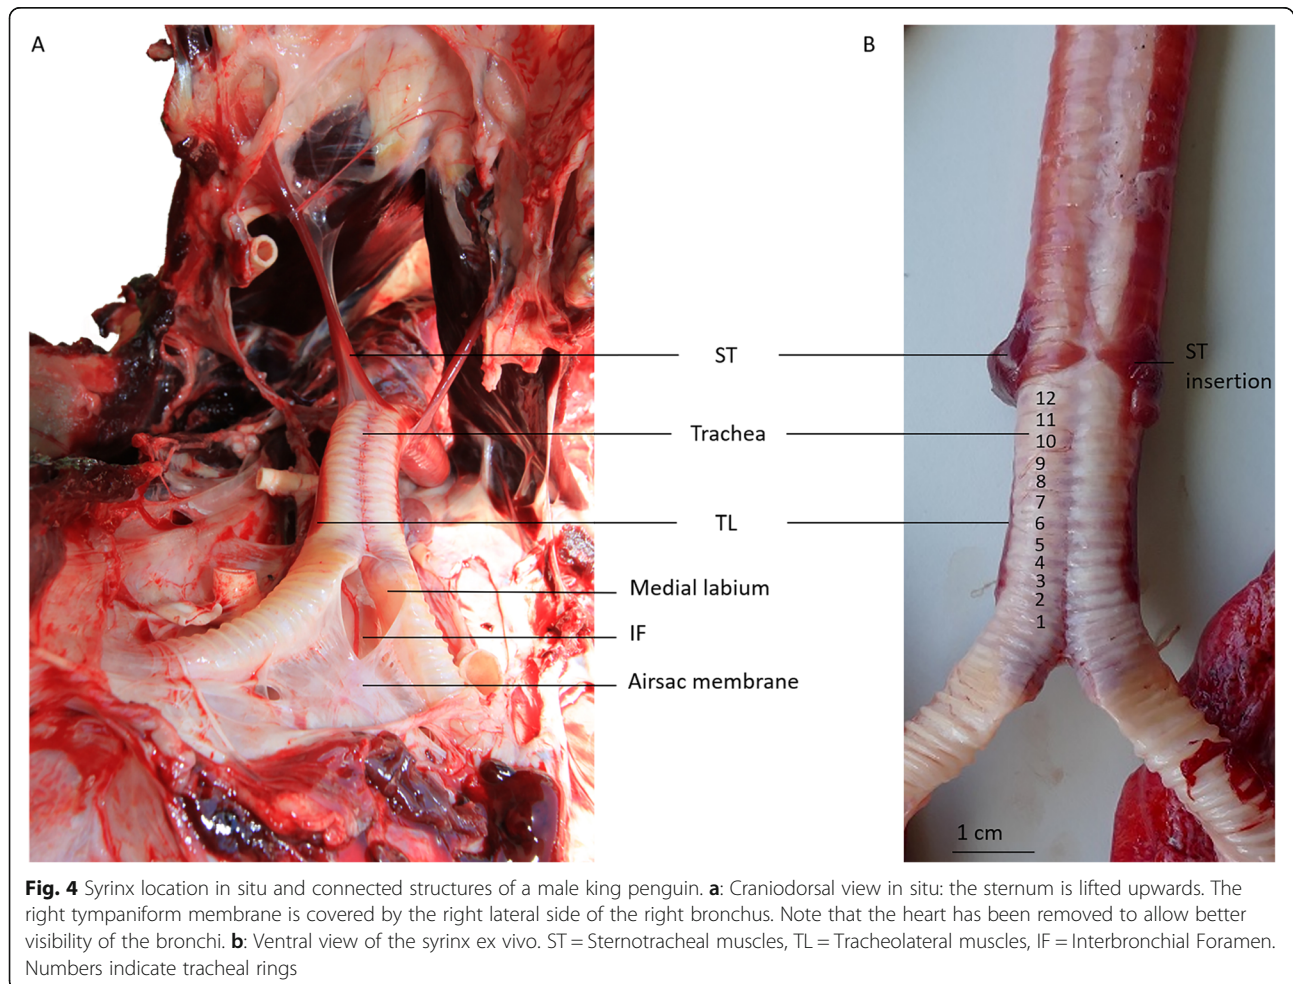 A
B
ST
ST
insertion
Trachea
TL
Medial labium
IF
Airsac membrane
12
11
10
9
8
7
6
5
4
3
2
1
1 cm
Fig. 4 Syrinx location in situ and connected structures of a male king penguin. a: Craniodorsal view in situ: the sternum is lifted upwards. The
right tympaniform membrane is covered by the right lateral side of the right bronchus. Note that the heart has been removed to allow better
visibility of the bronchi. b: Ventral view of the syrinx ex vivo. ST = Sternotracheal muscles, TL = Tracheolateral muscles, IF = Interbronchial Foramen.
Numbers indicate tracheal rings